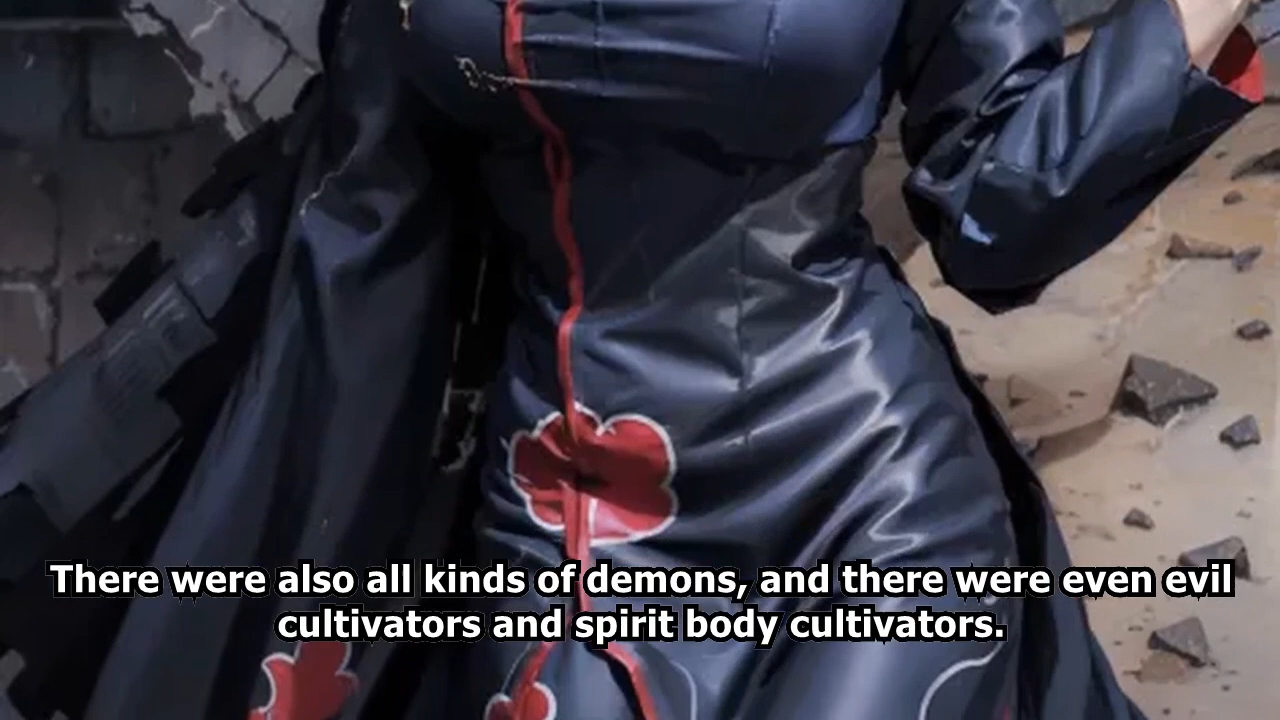 There were also all kinds of demons, and there were even evil
cultivators and spirit body cultivators.